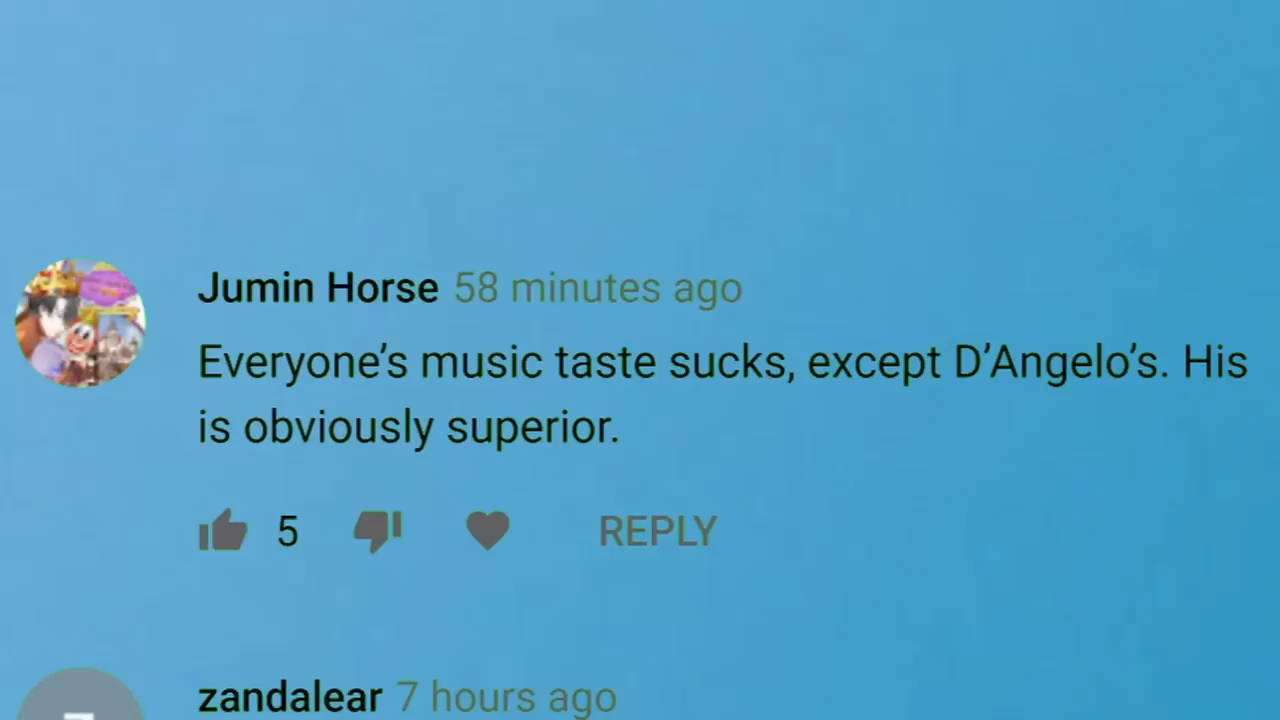 Jumin Horse 58 minutes ago
Everyone’s music taste sucks, except D’Angelo’s. His
is obviously superior.
5 REPLY
zandalear 7 hours ago